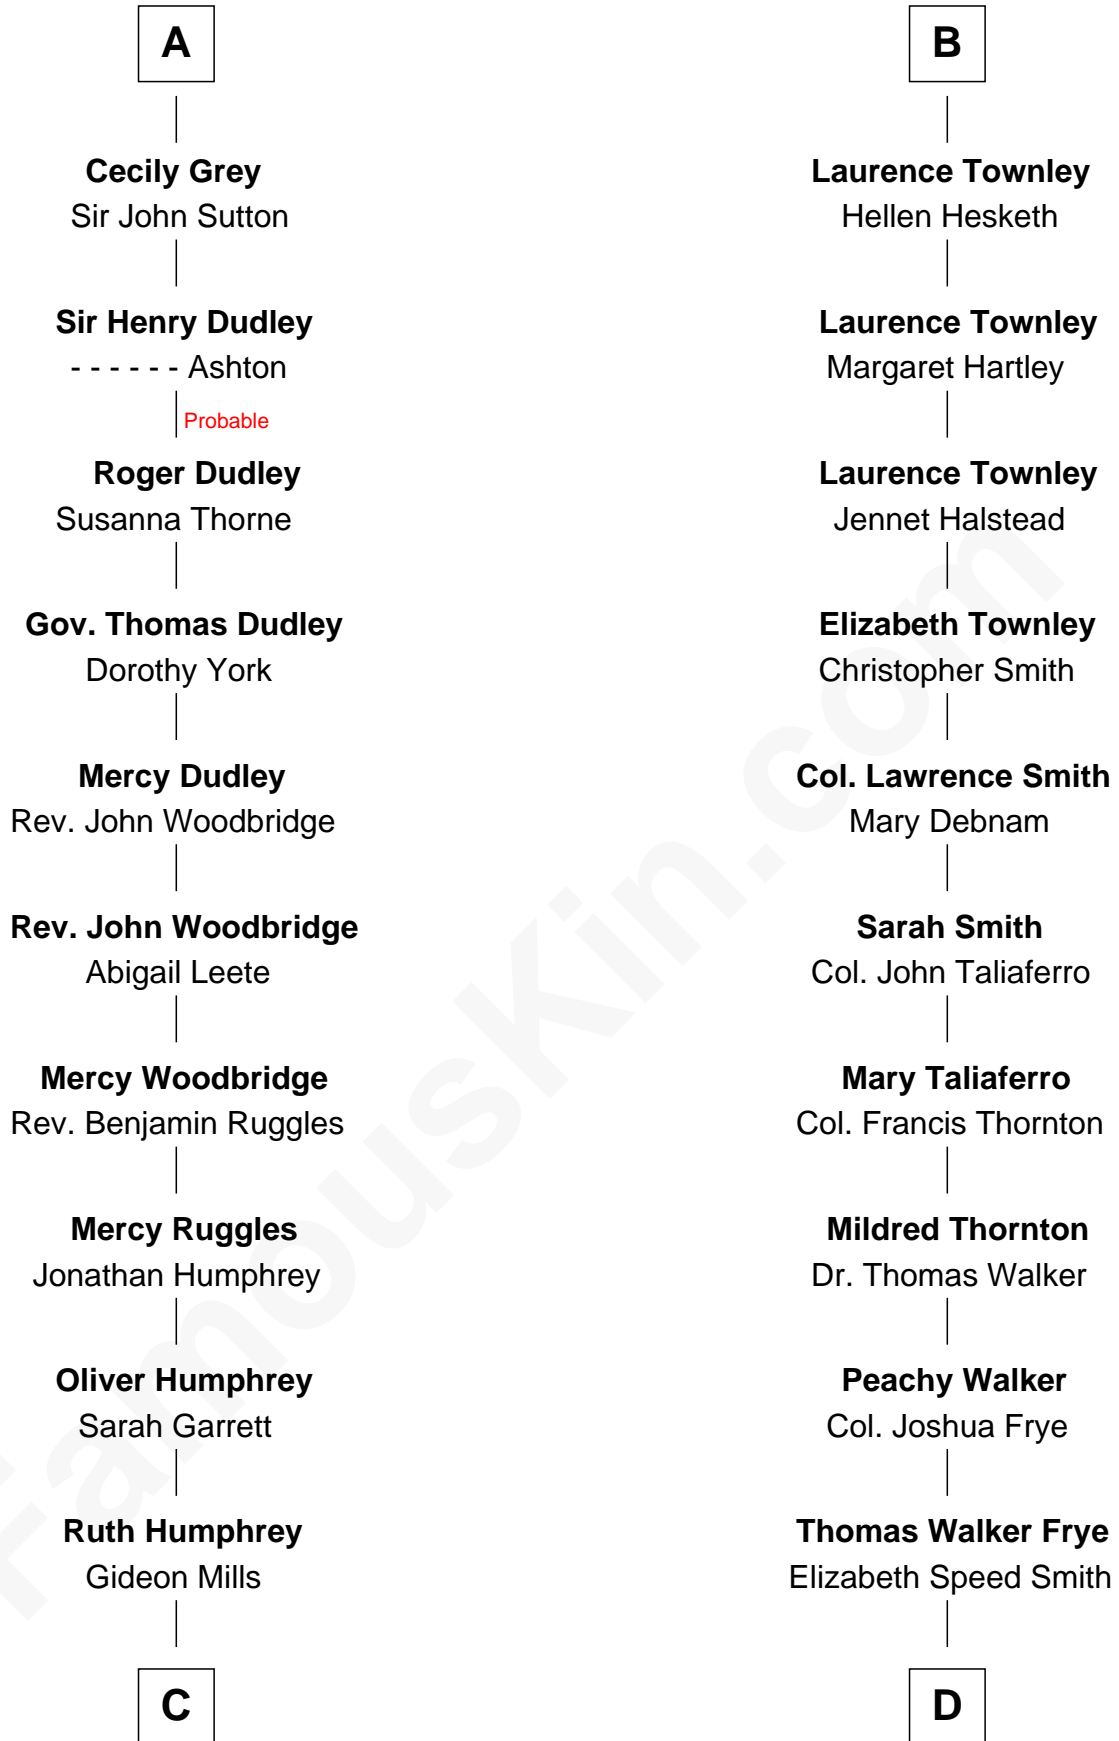 A
Cecily Grey
Sir John Sutton
Sir Henry Dudley
- - - - - - Ashton
Probable
Roger Dudley
Susanna Thorne
Gov. Thomas Dudley
Dorothy York
Mercy Dudley
Rev. John Woodbridge
Rev. John Woodbridge
Abigail Leete
Mercy Woodbridge
Rev. Benjamin Ruggles
Mercy Ruggles
Jonathan Humphrey
Oliver Humphrey
Sarah Garrett
Ruth Humphrey
Gideon Mills
C
B
Laurence Townley
Hellen Hesketh
Laurence Townley
Margaret Hartley
Laurence Townley
Jennet Halstead
Elizabeth Townley
Christopher Smith
Col. Lawrence Smith
Mary Debnam
Sarah Smith
Col. John Taliaferro
Mary Taliaferro
Col. Francis Thornton
Mildred Thornton
Dr. Thomas Walker
Peachy Walker
Col. Joshua Frye
Thomas Walker Frye
Elizabeth Speed Smith
D
FamousKin.com